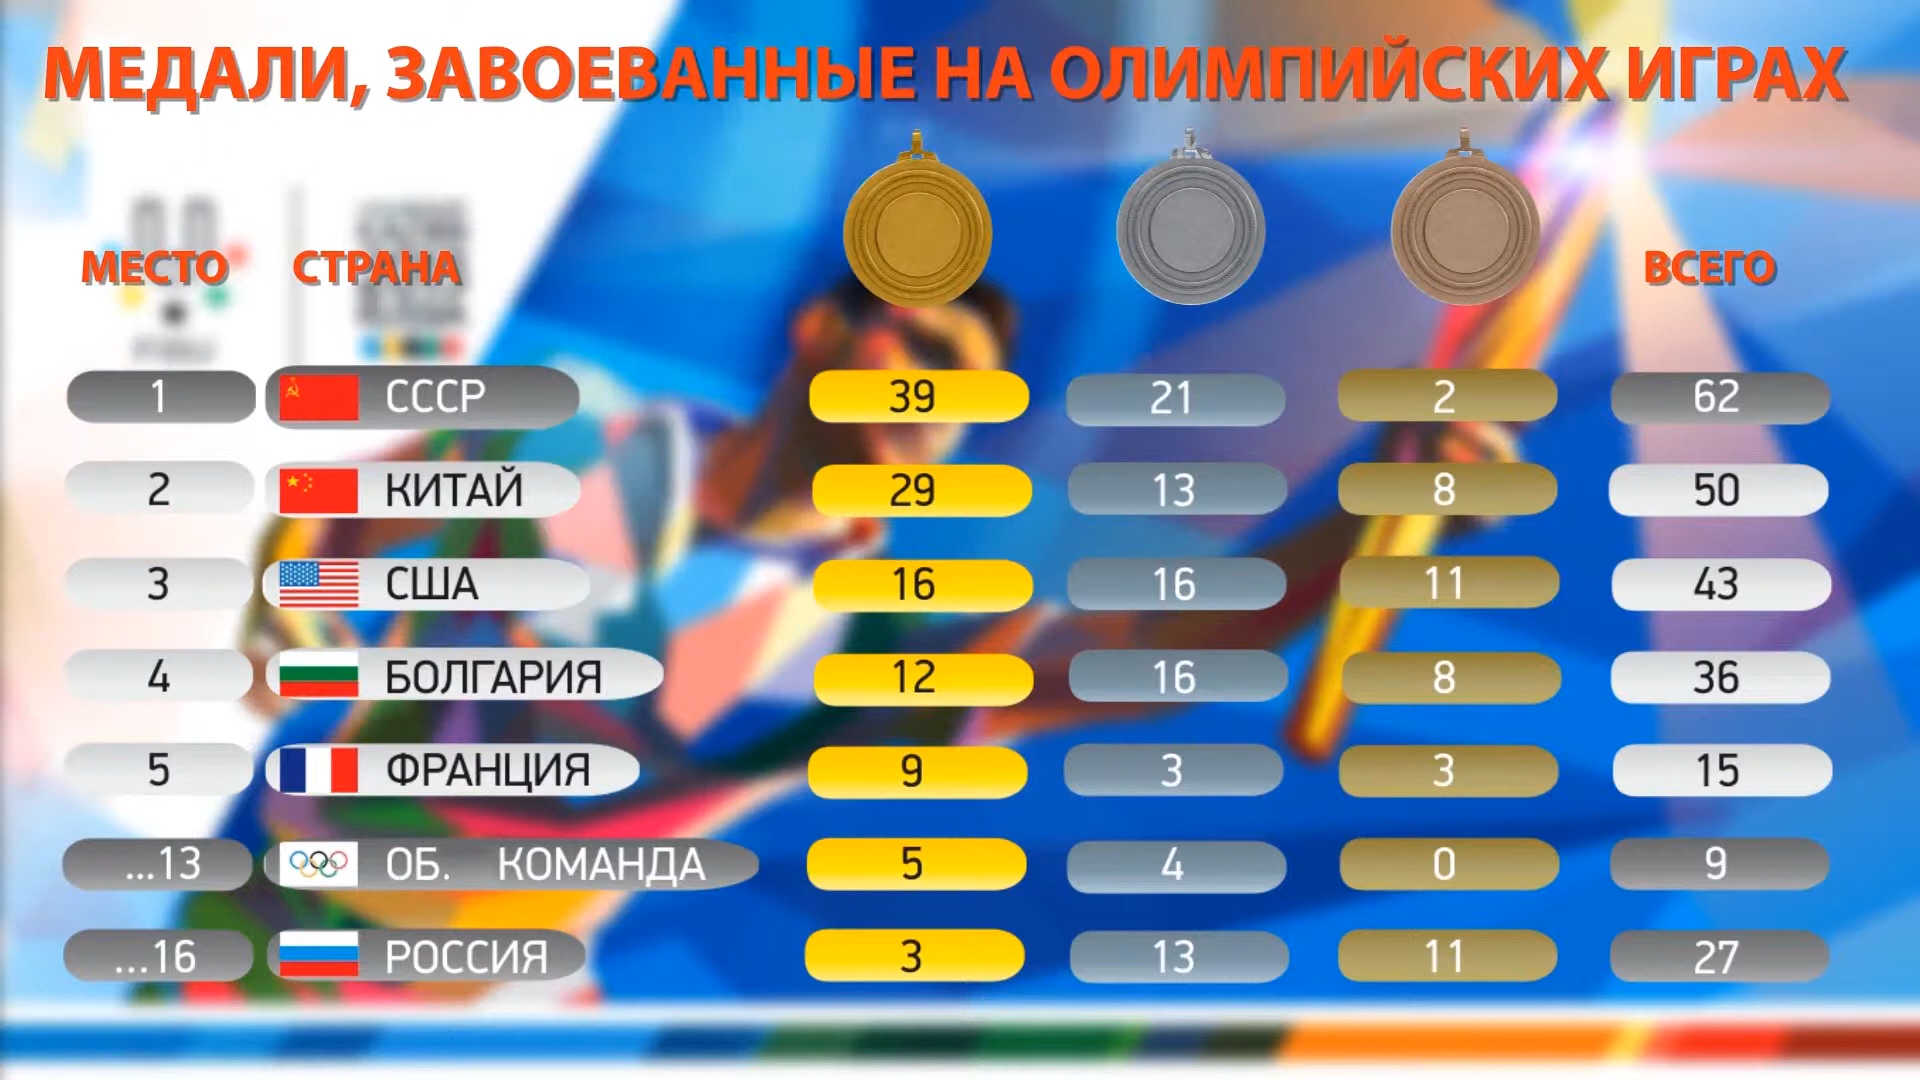 МЕДАЛИ, ЗАВОЕВАННЫЕ НА ОЛИМПИЙСКИХ ИГРАХ
МЕСТО СТРАНА ВСЕГО
1 СССР 39 21 2 62
2 КИТАЙ 29 13 8 50
3 США 16 16 11 43
4 БОЛГАРИЯ 12 16 8 36
5 ФРАНЦИЯ 9 3 3 15
...13 ОБ. КОМАНДА 5 4 0 9
...16 РОССИЯ 3 13 11 27